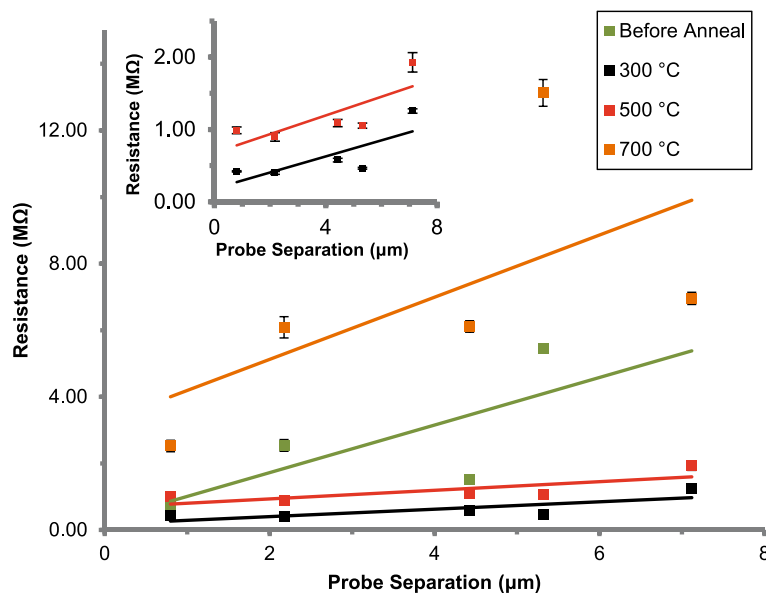 Before Anneal
300 °C
500 °C
700 °C
2.00
1.00
0.00
0
4
8
Resistance (MΩ)
Probe Separation (µm)
12.00
8.00
4.00
0.00
0
2
4
6
8
Resistance (MΩ)
Probe Separation (µm)